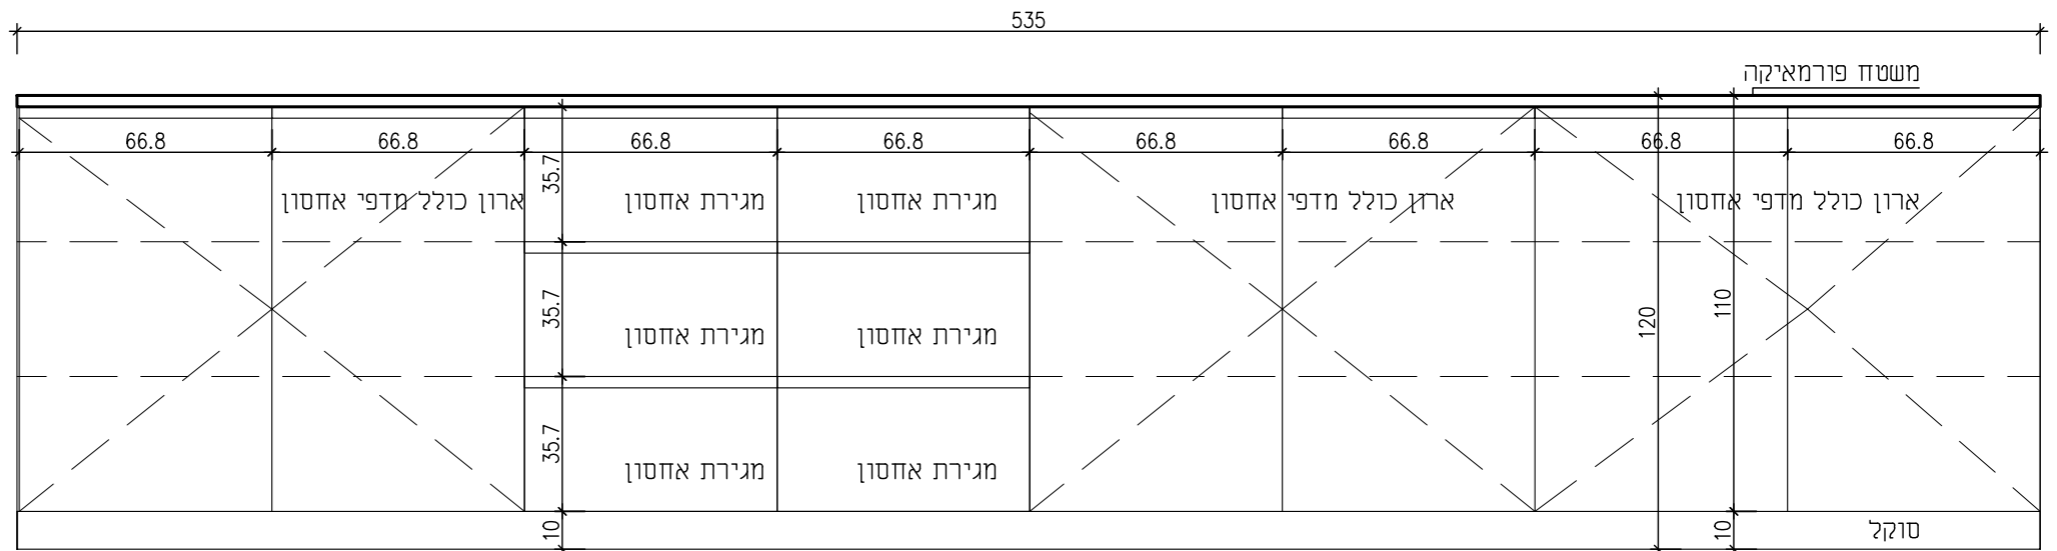 535
משטח פורמאיקה
66.8 66.8 66.8 66.8 66.8 66.8 66.8 66.8
35.7
ארון כולל מדפי אחסון
מגירת אחסון
מגירת אחסון
ארון כולל מדפי אחסון
ארון כולל מדפי אחסון
35.7
מגירת אחסון
מגירת אחסון
120
110
35.7
מגירת אחסון
מגירת אחסון
10
10
סוקל